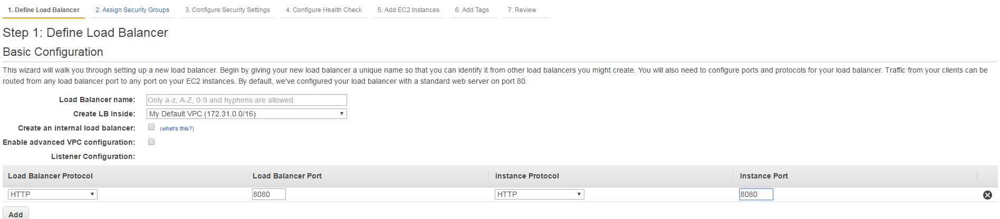 1. Define Load Balancer 2. Assign Security Groups 3. Configure Security Settings 4. Configure Health Check 5. Add EC2 Instances 6. Add Tags 7. Review
Step 1: Define Load Balancer
Basic Configuration
This wizard will walk you through setting up a new load balancer. Begin by giving your new load balancer a unique name so that you can identify it from other load balancers you might create. You will also need to configure ports and protocols for your load balancer. Traffic from your clients can be
routed from any load balancer port to any port on your EC2 instances. By default, we've configured your load balancer with a standard web server on port 80.
Load Balancer name: Only a-z, A-Z, 0-9 and hyphens are allowed
Create LB Inside: My Default VPC (172.31.0.0/16)
Create an internal load balancer: (what's this?)
Enable advanced VPC configuration:
Listener Configuration:
Load Balancer Protocol Load Balancer Port Instance Protocol Instance Port
HTTP 8080 HTTP 8080
Add